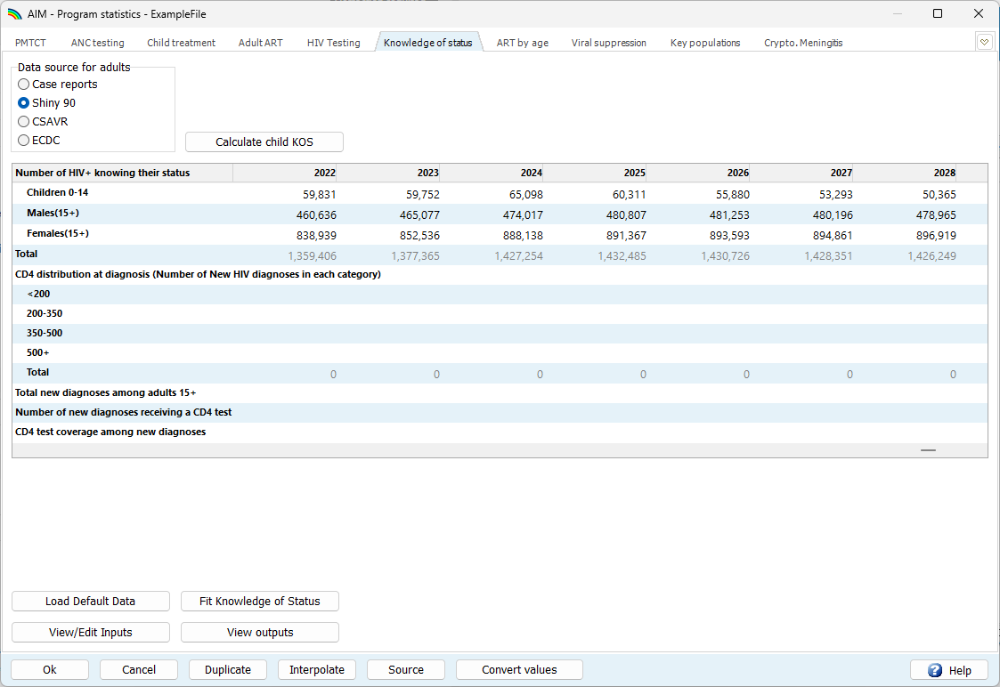 AIM - Program statistics - ExampleFile
PMTCT ANC testing Child treatment Adult ART HIV Testing Knowledge of status ART by age Viral suppression Key populations Crypto. Meningitis
Data source for adults
Case reports
Shiny 90
CSAVR
ECDC
Calculate child KOS
Number of HIV+ knowing their status 2022 2023 2024 2025 2026 2027 2028
Children 0-14 59,831 59,752 65,098 60,311 55,880 53,293 50,365
Males(15+) 460,636 465,077 474,017 480,807 481,253 480,196 478,965
Females(15+) 838,939 852,536 888,138 891,367 893,593 894,861 896,919
Total 1,359,406 1,377,365 1,427,254 1,432,485 1,430,726 1,428,351 1,426,249
CD4 distribution at diagnosis (Number of New HIV diagnoses in each category)
<200
200-350
350-500
500+
Total 0 0 0 0 0 0 0
Total new diagnoses among adults 15+
Number of new diagnoses receiving a CD4 test
CD4 test coverage among new diagnoses
Load Default Data Fit Knowledge of Status
View/Edit Inputs View outputs
Ok Cancel Duplicate Interpolate Source Convert values Help